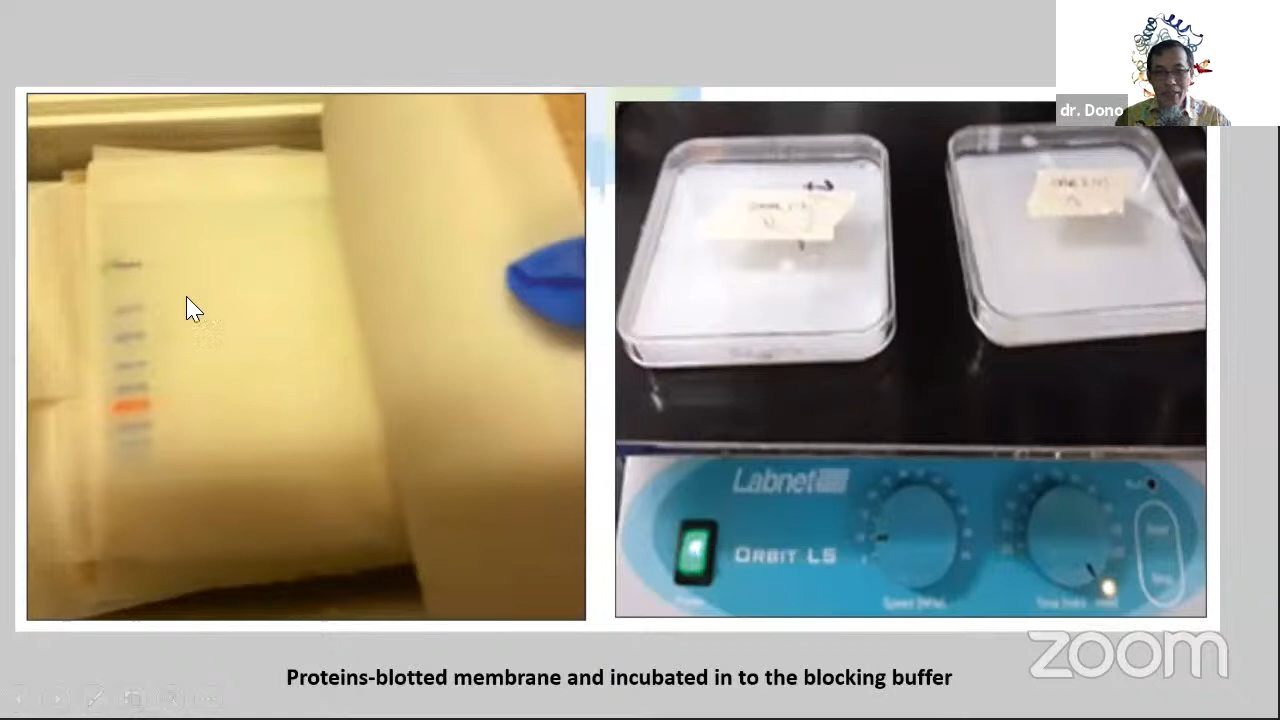 dr. Dono
Labnet
ORBIT LS
Proteins-blotted membrane and incubated in to the blocking buffer
zoom